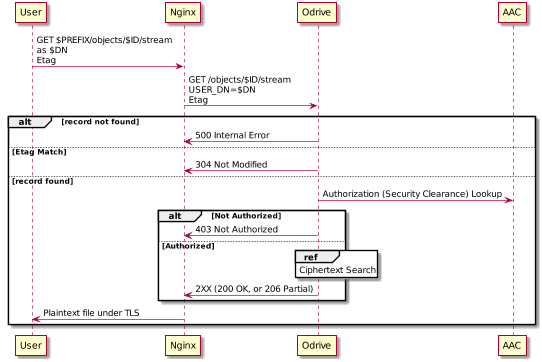 User Nginx Odrive AAC
GET $PREFIX/objects/$ID/stream
as $DN
Etag
GET /objects/$ID/stream
USER_DN=$DN
Etag
alt [record not found]
500 Internal Error
[Etag Match]
304 Not Modified
[record found]
Authorization (Security Clearance) Lookup
alt [Not Authorized]
403 Not Authorized
[Authorized]
ref
Ciphertext Search
2XX (200 OK, or 206 Partial)
Plaintext file under TLS
User Nginx Odrive AAC